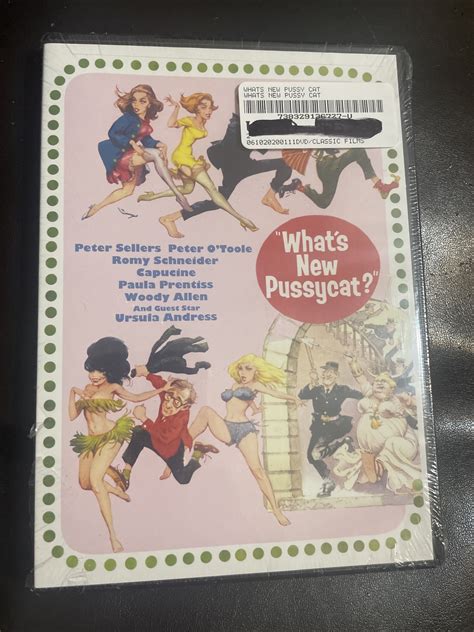 WHATS NEW PUSSY CAT
WHATS NEW PUSSY CAT
738329136727-U
061020200111DVD/CLASSIC FILMS
Peter Sellers Peter O'Toole
Romy Schneider
Capucine
Paula Prentiss
Woody Allen
And Guest Star
Ursula Andress
"What's
New
Pussycat?"